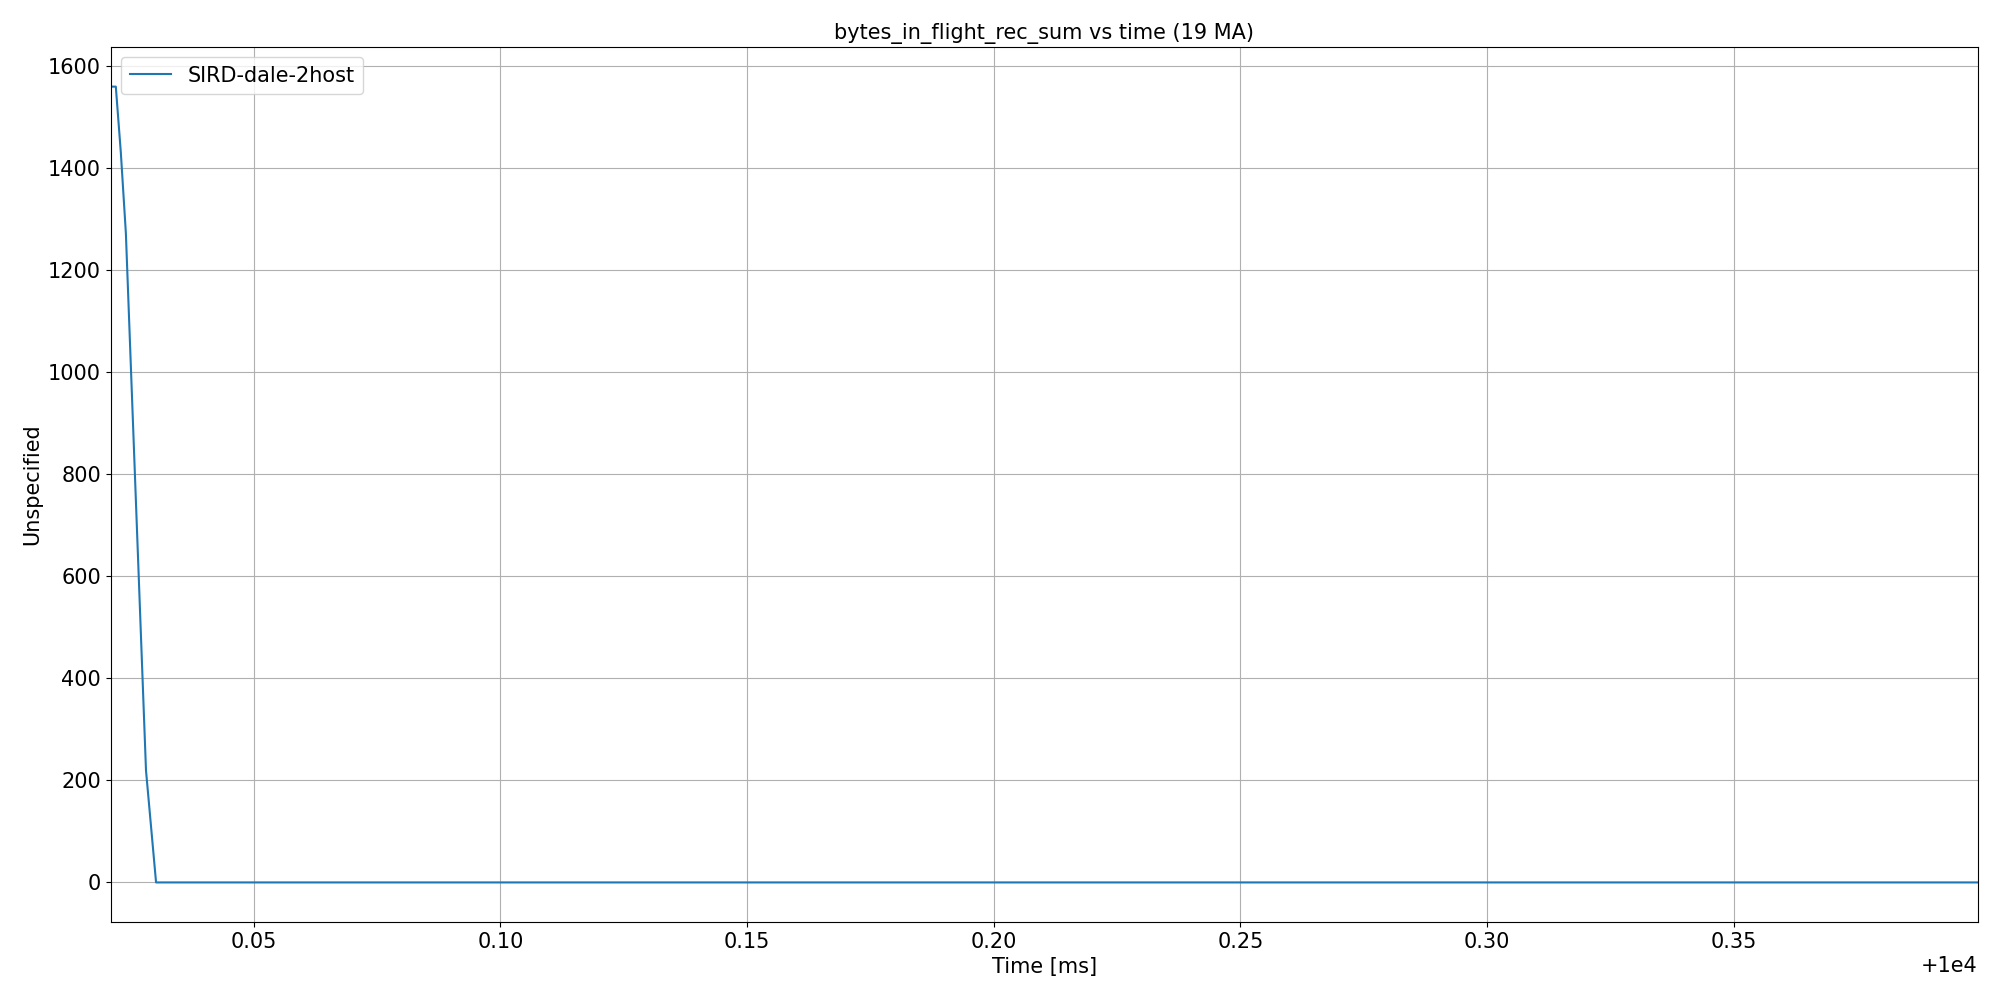 bytes_in_flight_rec_sum vs time (19 MA)
SIRD-dale-2host
1600
1400
1200
1000
800
600
400
200
0
Unspecified
0.05 0.10 0.15 0.20 0.25 0.30 0.35
Time [ms]
+1e4